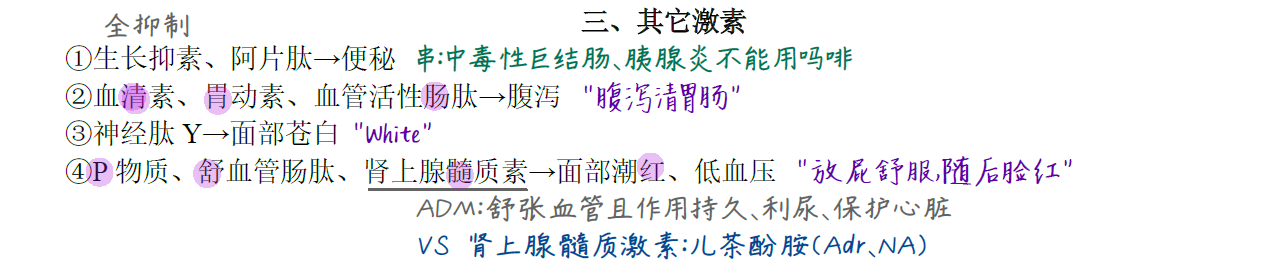 三、其它激素
全抑制
①生长抑素、阿片肽→便秘 串:中毒性巨结肠、胰腺炎不能用吗啡
②血清素、胃动素、血管活性肠肽→腹泻 "腹泻清胃肠"
③神经肽 Y→面部苍白 "White"
④P 物质、舒血管肠肽、肾上腺髓质素→面部潮红、低血压 "放屁舒服,随后脸红"
ADM:舒张血管且作用持久、利尿、保护心脏
VS 肾上腺髓质激素:儿茶酚胺(Adr、NA)